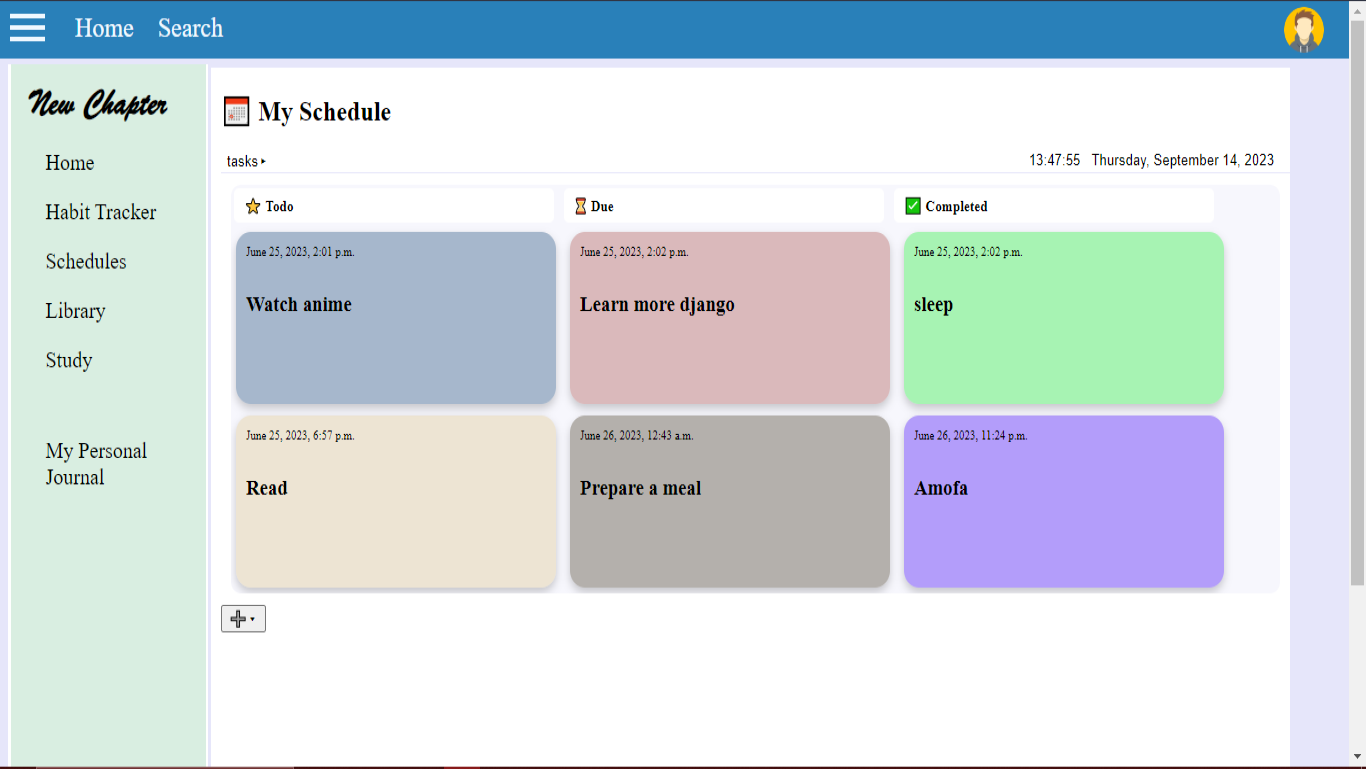 Home Search
New Chapter
Home
Habit Tracker
Schedules
Library
Study
My Personal
Journal
My Schedule
tasks
13:47:55 Thursday, September 14, 2023
Todo Due Completed
June 25, 2023, 2:01 p.m.
Watch anime
June 25, 2023, 2:02 p.m.
Learn more django
June 25, 2023, 2:02 p.m.
sleep
June 25, 2023, 6:57 p.m.
Read
June 26, 2023, 12:43 a.m.
Prepare a meal
June 26, 2023, 11:24 p.m.
Amofa